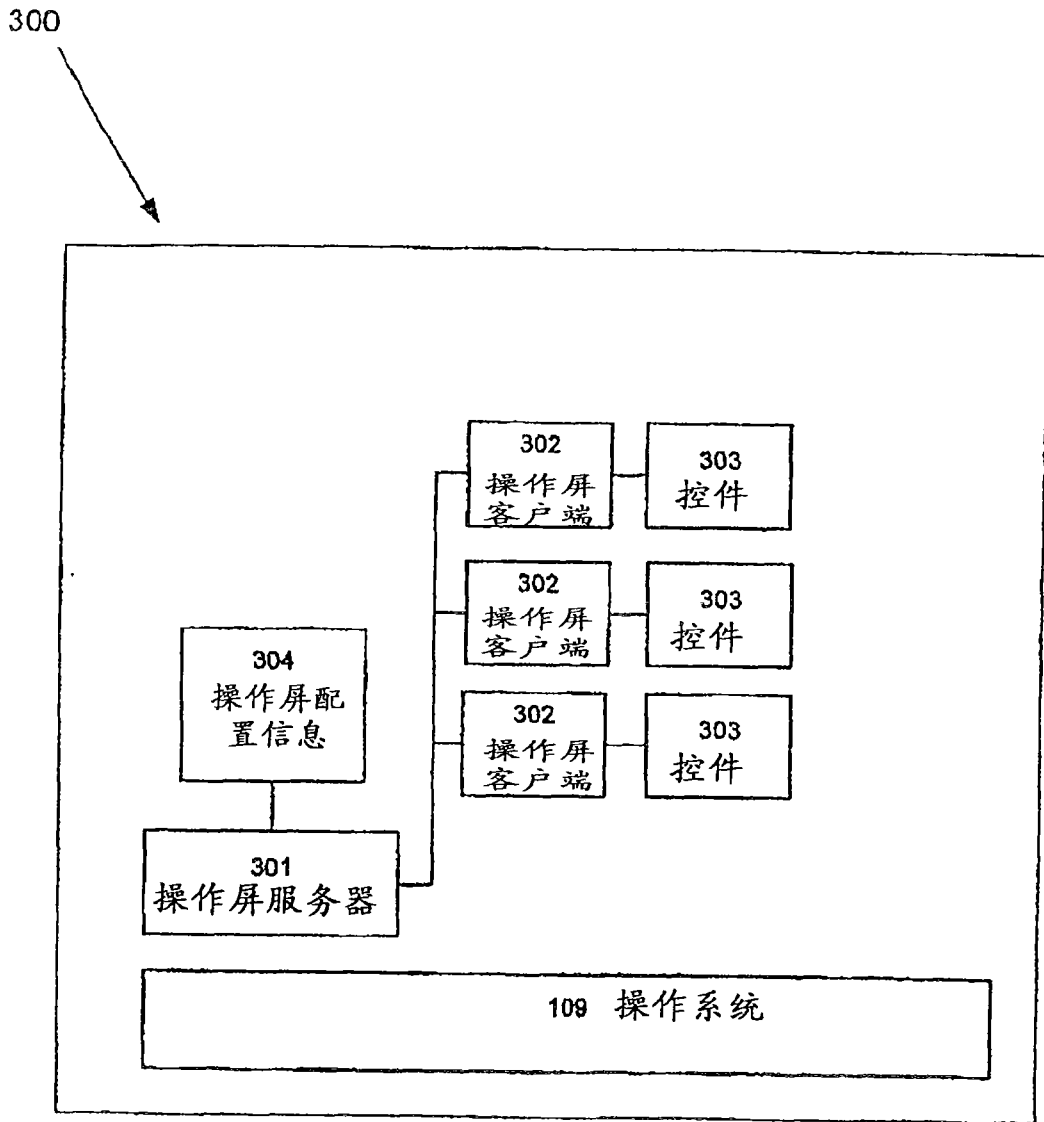 300
302
操作屏
客户端
303
控件
302
操作屏
客户端
303
控件
304
操作屏配
置信息
302
操作屏
客户端
303
控件
301
操作屏服务器
109 操作系统